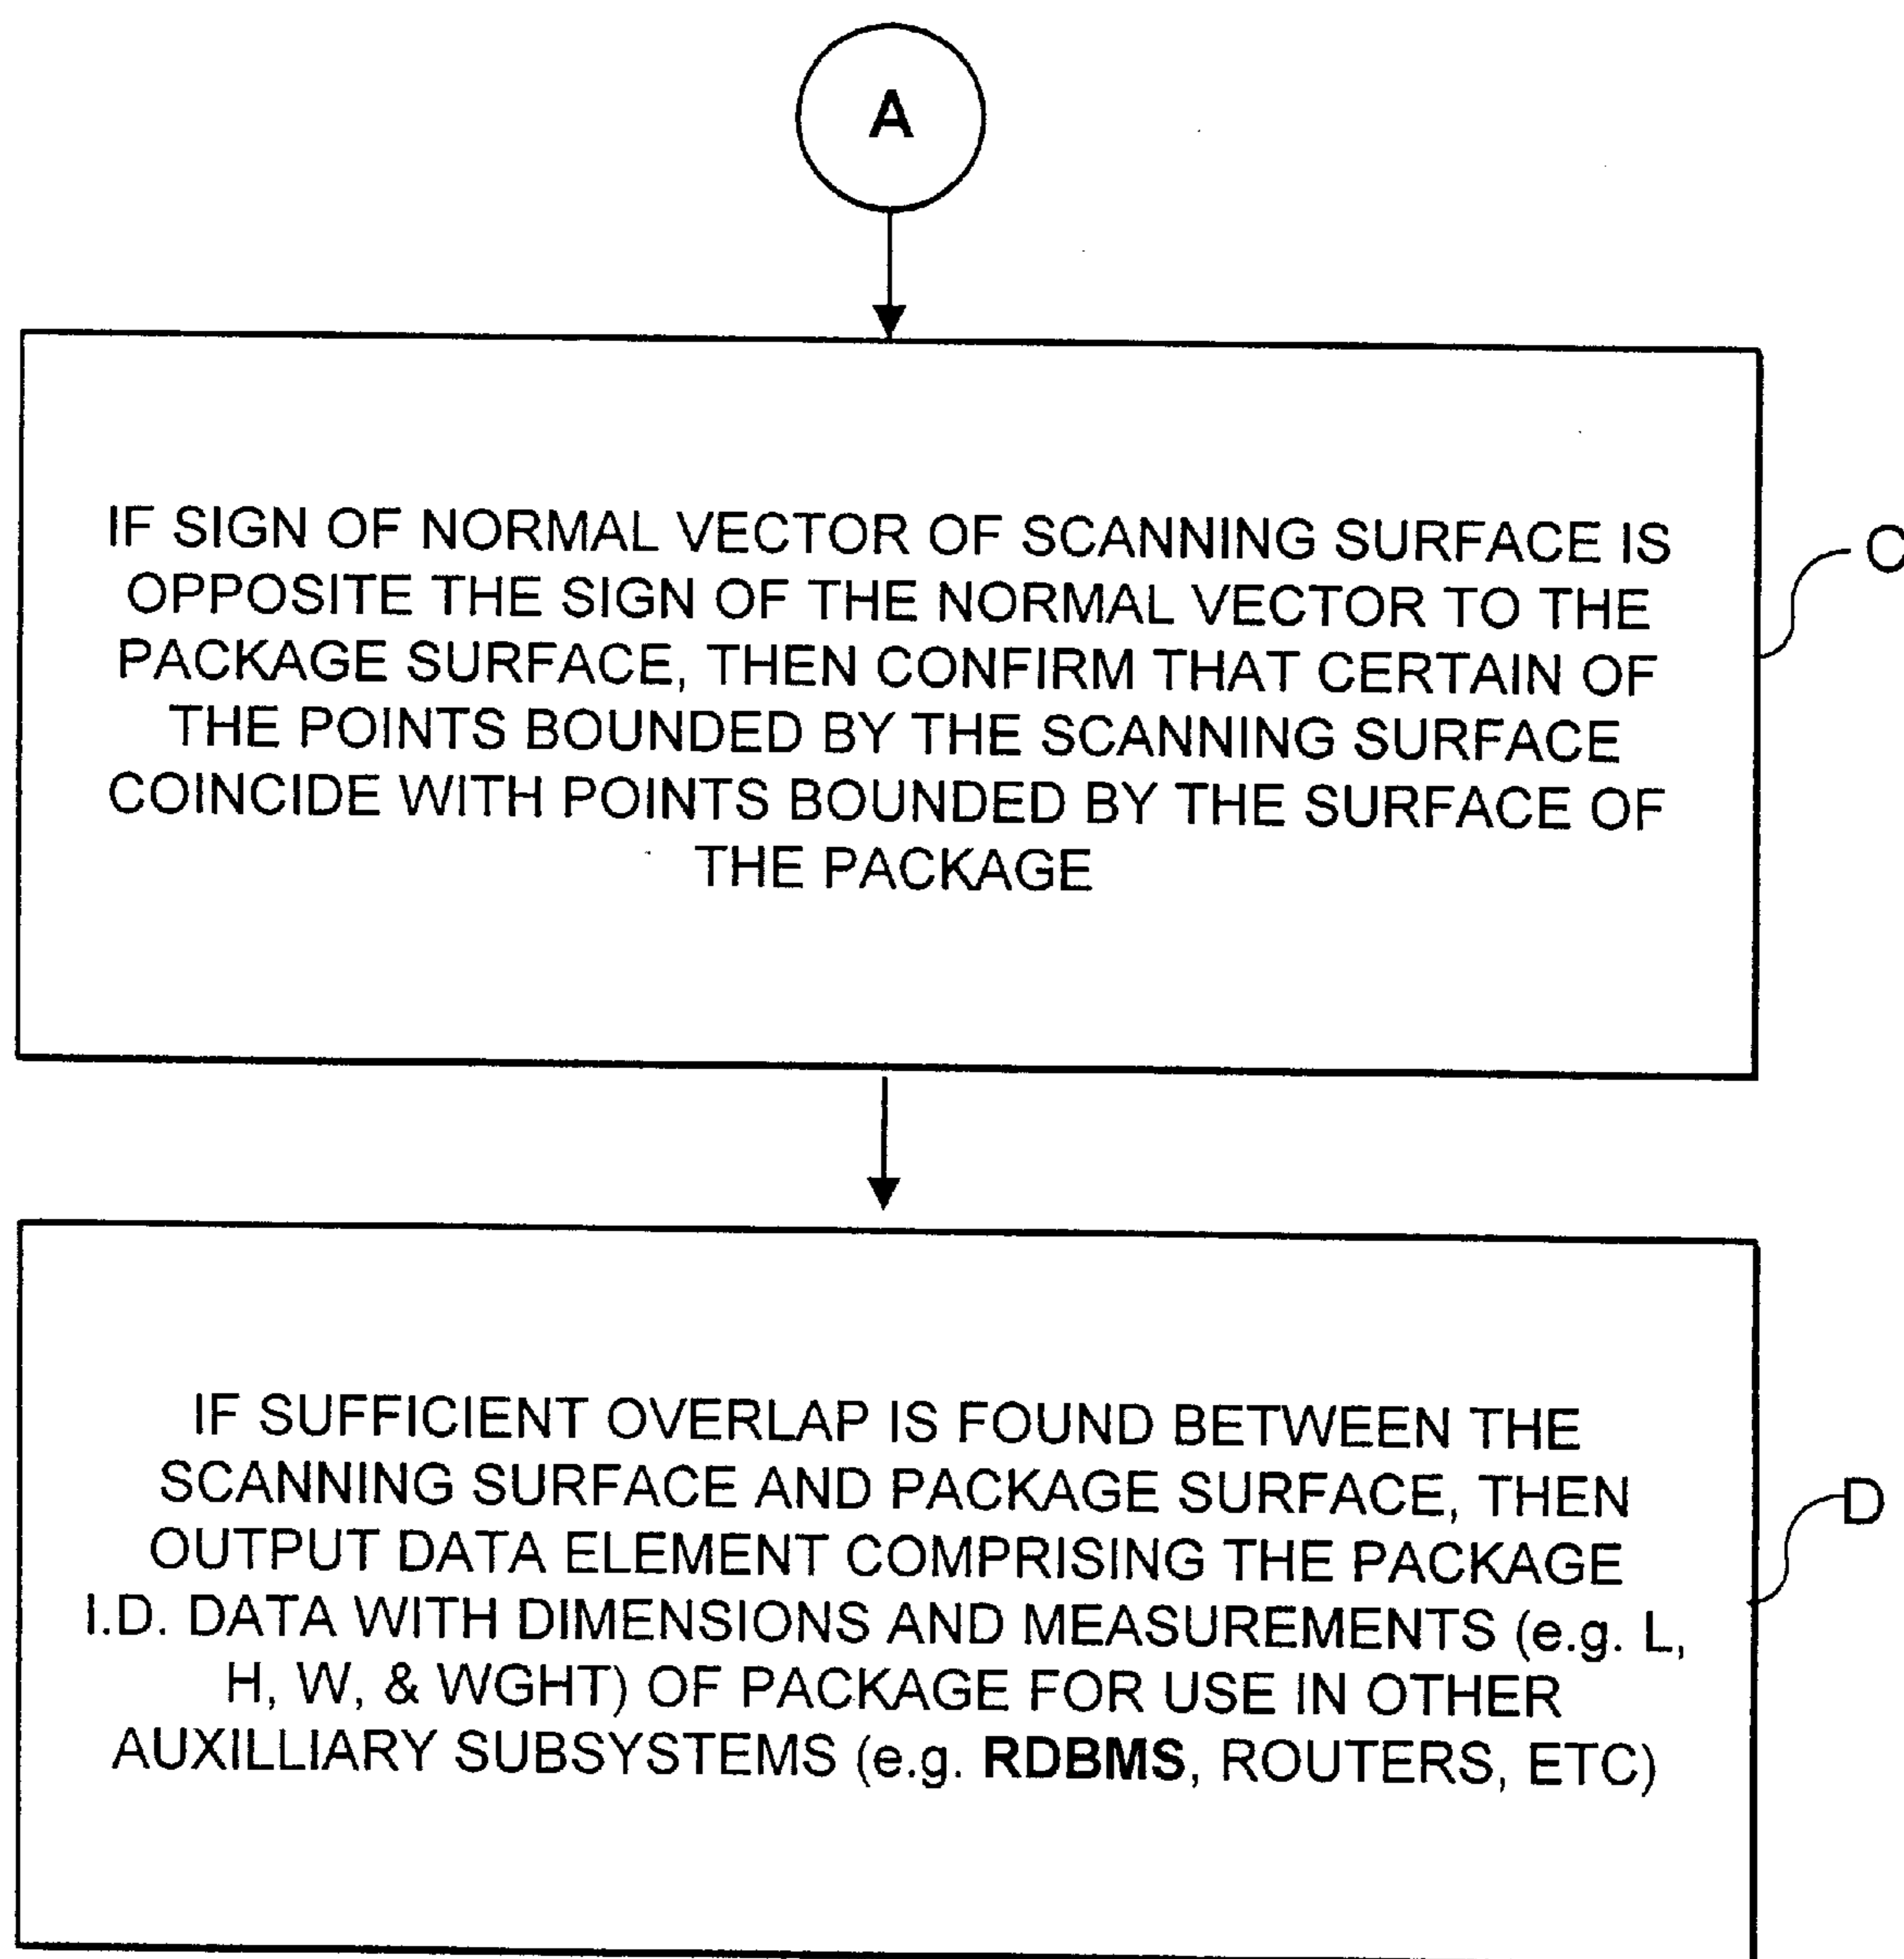 A
IF SIGN OF NORMAL VECTOR OF SCANNING SURFACE IS
OPPOSITE THE SIGN OF THE NORMAL VECTOR TO THE
PACKAGE SURFACE, THEN CONFIRM THAT CERTAIN OF
THE POINTS BOUNDED BY THE SCANNING SURFACE
COINCIDE WITH POINTS BOUNDED BY THE SURFACE OF
THE PACKAGE
C
IF SUFFICIENT OVERLAP IS FOUND BETWEEN THE
SCANNING SURFACE AND PACKAGE SURFACE, THEN
OUTPUT DATA ELEMENT COMPRISING THE PACKAGE
I.D. DATA WITH DIMENSIONS AND MEASUREMENTS (e.g. L,
H, W, & WGHT) OF PACKAGE FOR USE IN OTHER
AUXILLIARY SUBSYSTEMS (e.g. RDBMS, ROUTERS, ETC)
D